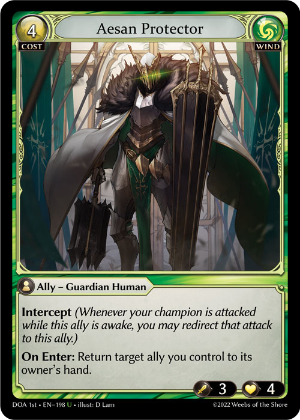 4
Aesan Protector
COST
WIND
Ally – Guardian Human
Intercept (Whenever your champion is attacked
while this ally is awake, you may redirect that attack
to this ally.)
On Enter: Return target ally you control to its
owner's hand.
3
4
DOA 1st • EN–198 U • illust: D Lam
©2022 Weebs of the Shore